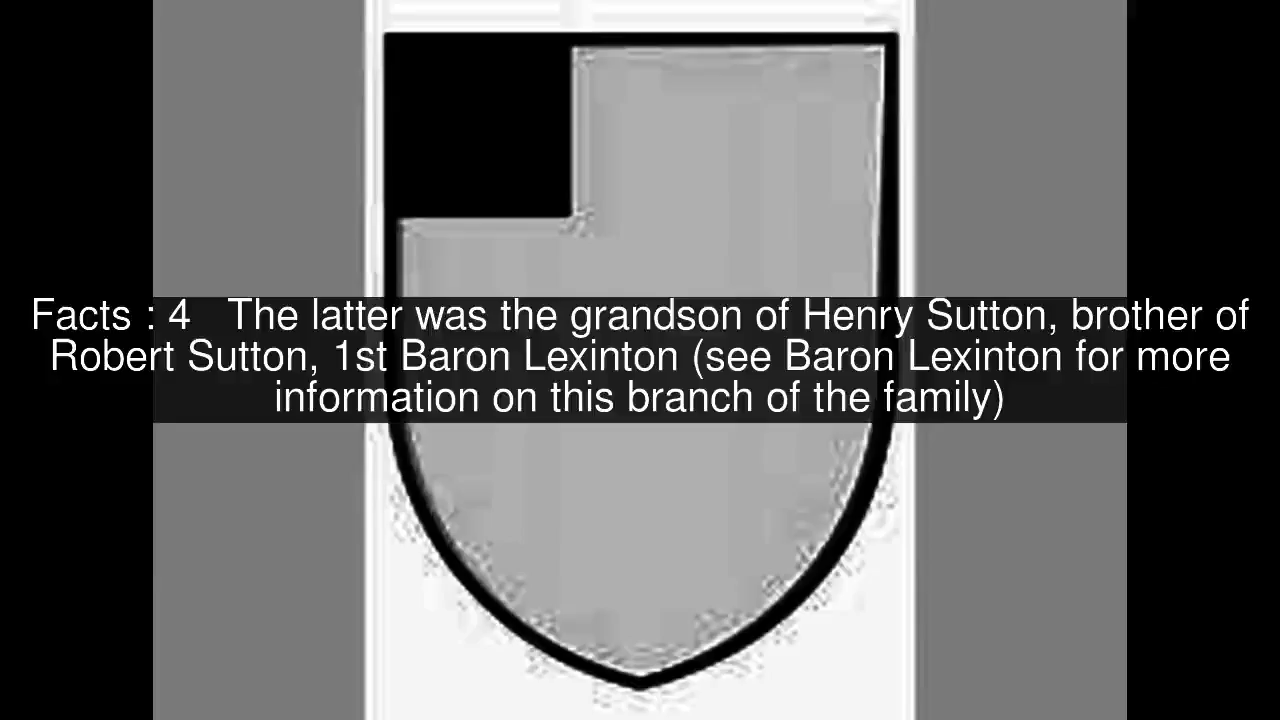 Facts : 4   The latter was the grandson of Henry Sutton, brother of
Robert Sutton, 1st Baron Lexinton (see Baron Lexinton for more
information on this branch of the family)